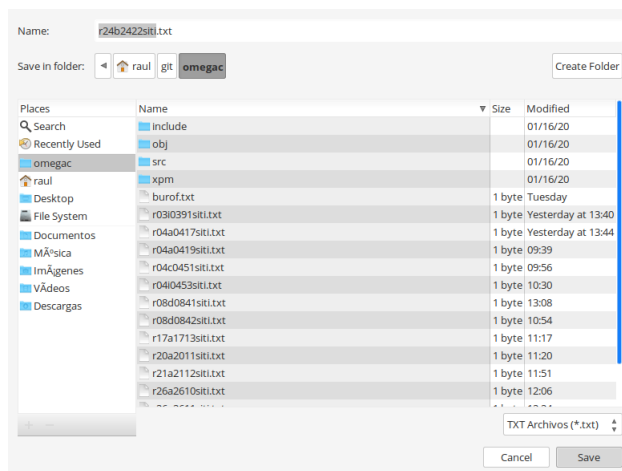 Name: r24b2422siti.txt
Save in folder: raul git omegac Create Folder
Places Name Size Modified
Search include 01/16/20
Recently Used obj 01/16/20
omegac src 01/16/20
raul xpm 01/16/20
Desktop burof.txt 1 byte Tuesday
File System r03i0391siti.txt 1 byte Yesterday at 13:40
Documentos r04a0417siti.txt 1 byte Yesterday at 13:44
MÃºsica r04a0419siti.txt 1 byte 09:39
ImÃ¡genes r04c0451siti.txt 1 byte 09:56
VÃ­deos r04i0453siti.txt 1 byte 10:30
Descargas r08d0841siti.txt 1 byte 13:08
r08d0842siti.txt 1 byte 10:54
r17a1713siti.txt 1 byte 11:17
r20a2011siti.txt 1 byte 11:20
r21a2112siti.txt 1 byte 11:51
r26a2610siti.txt 1 byte 12:06
TXT Archivos (*.txt)
Cancel Save